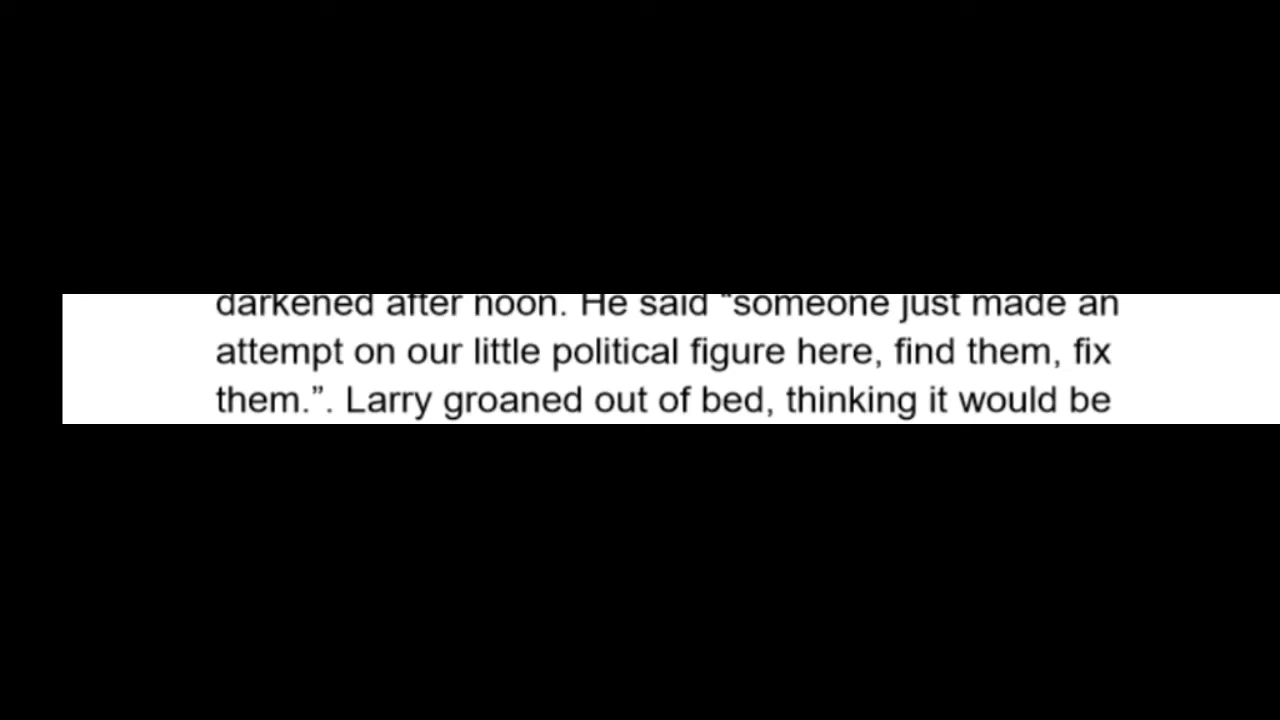 darkened after noon. He said “someone just made an
attempt on our little political figure here, find them, fix
them.”. Larry groaned out of bed, thinking it would be